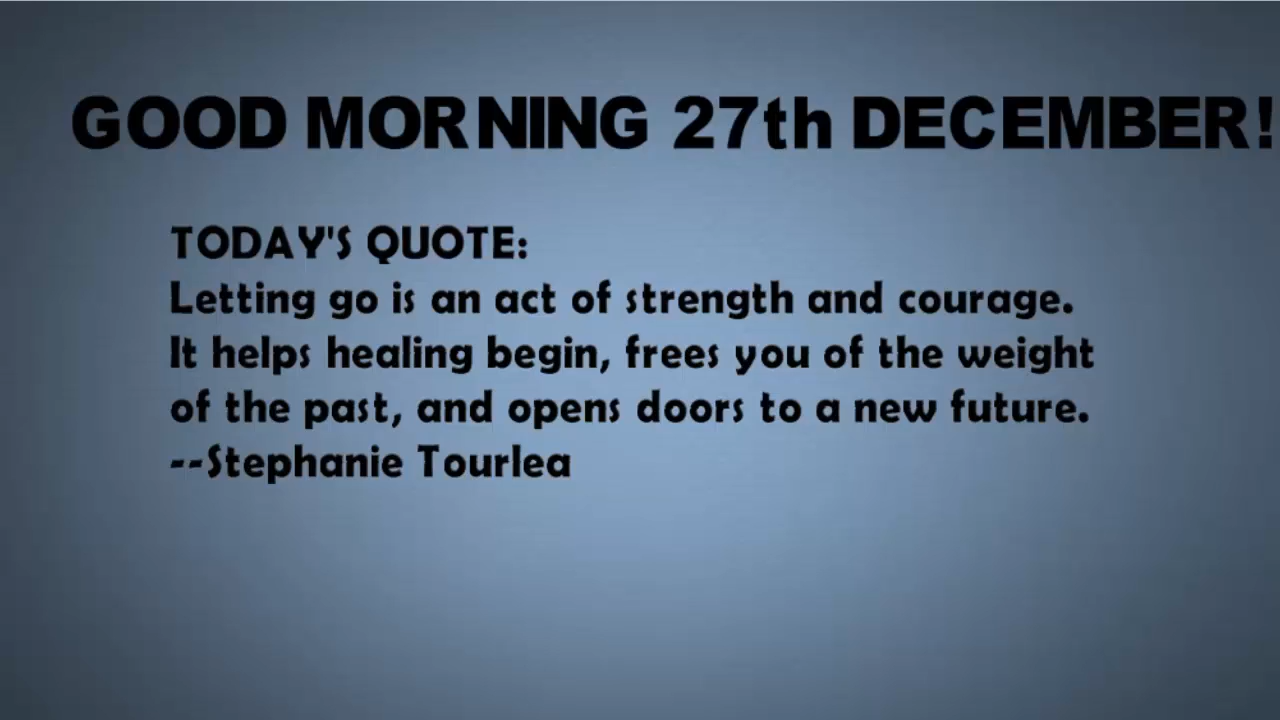 GOOD MORNING 27th DECEMBER!
TODAY'S QUOTE:
Letting go is an act of strength and courage.
It helps healing begin, frees you of the weight
of the past, and opens doors to a new future.
--Stephanie Tourlea